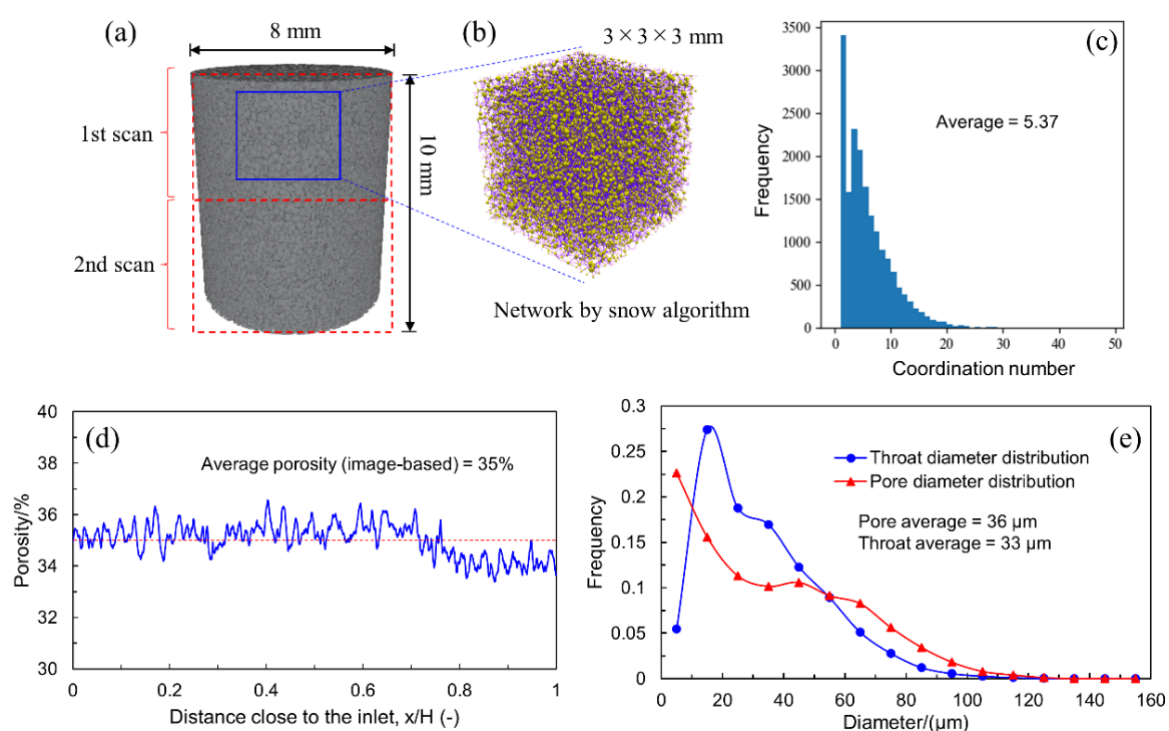 (a)
8 mm
1st scan
2nd scan
10 mm
(b)
3 × 3 × 3 mm
Network by snow algorithm
(c)
Average = 5.37
Frequency
3500
3000
2500
2000
1500
1000
500
0
0 10 20 30 40 50
Coordination number
(d)
Average porosity (image-based) = 35%
Porosity/%
40
38
36
34
32
30
0 0.2 0.4 0.6 0.8 1
Distance close to the inlet, x/H (-)
(e)
Throat diameter distribution
Pore diameter distribution
Pore average = 36 µm
Throat average = 33 µm
Frequency
0.3
0.25
0.2
0.15
0.1
0.05
0
0 20 40 60 80 100 120 140 160
Diameter/(µm)